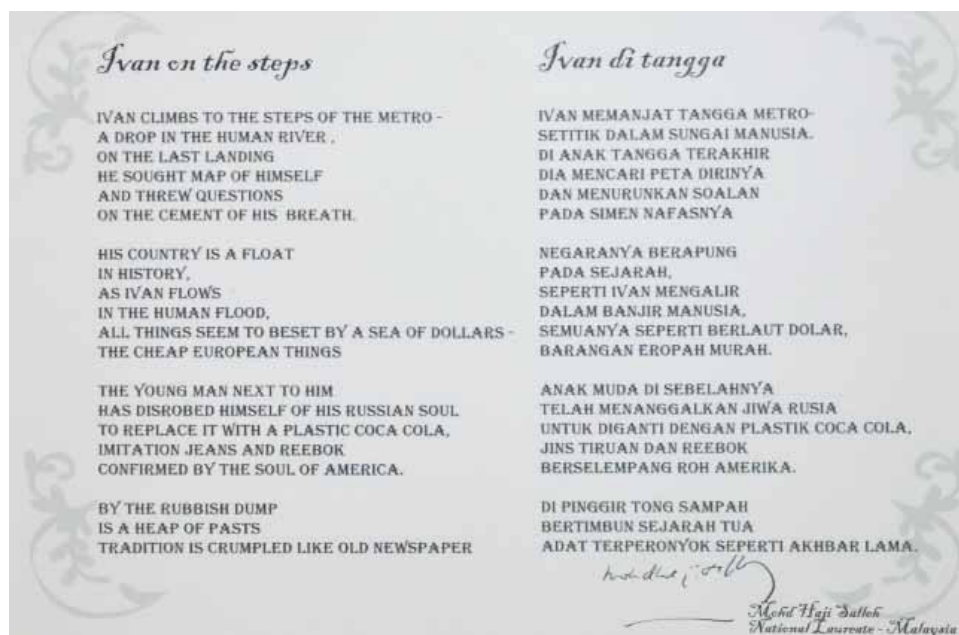 Ivan on the steps
IVAN CLIMBS TO THE STEPS OF THE METRO -
A DROP IN THE HUMAN RIVER ,
ON THE LAST LANDING
HE SOUGHT MAP OF HIMSELF
AND THREW QUESTIONS
ON THE CEMENT OF HIS BREATH.
HIS COUNTRY IS A FLOAT
IN HISTORY,
AS IVAN FLOWS
IN THE HUMAN FLOOD,
ALL THINGS SEEM TO BESET BY A SEA OF DOLLARS -
THE CHEAP EUROPEAN THINGS
THE YOUNG MAN NEXT TO HIM
HAS DISROBED HIMSELF OF HIS RUSSIAN SOUL
TO REPLACE IT WITH A PLASTIC COCA COLA,
IMITATION JEANS AND REEBOK
CONFIRMED BY THE SOUL OF AMERICA.
BY THE RUBBISH DUMP
IS A HEAP OF PASTS
TRADITION IS CRUMPLED LIKE OLD NEWSPAPER
Ivan di tangga
IVAN MEMANJAT TANGGA METRO-
SETITIK DALAM SUNGAI MANUSIA.
DI ANAK TANGGA TERAKHIR
DIA MENCARI PETA DIRINYA
DAN MENURUNKAN SOALAN
PADA SIMEN NAFASNYA
NEGARANYA BERAPUNG
PADA SEJARAH,
SEPERTI IVAN MENGALIR
DALAM BANJIR MANUSIA,
SEMUANYA SEPERTI BERLAUT DOLAR,
BARANGAN EROPAH MURAH.
ANAK MUDA DI SEBELAHNYA
TELAH MENANGGALKAN JIWA RUSIA
UNTUK DIGANTI DENGAN PLASTIK COCA COLA,
JINS TIRUAN DAN REEBOK
BERSELEMPANG ROH AMERIKA.
DI PINGGIR TONG SAMPAH
BERTIMBUN SEJARAH TUA
ADAT TERPERONYOK SEPERTI AKHBAR LAMA.
Mohd Haji Salleh
National Laureate - Malaysia